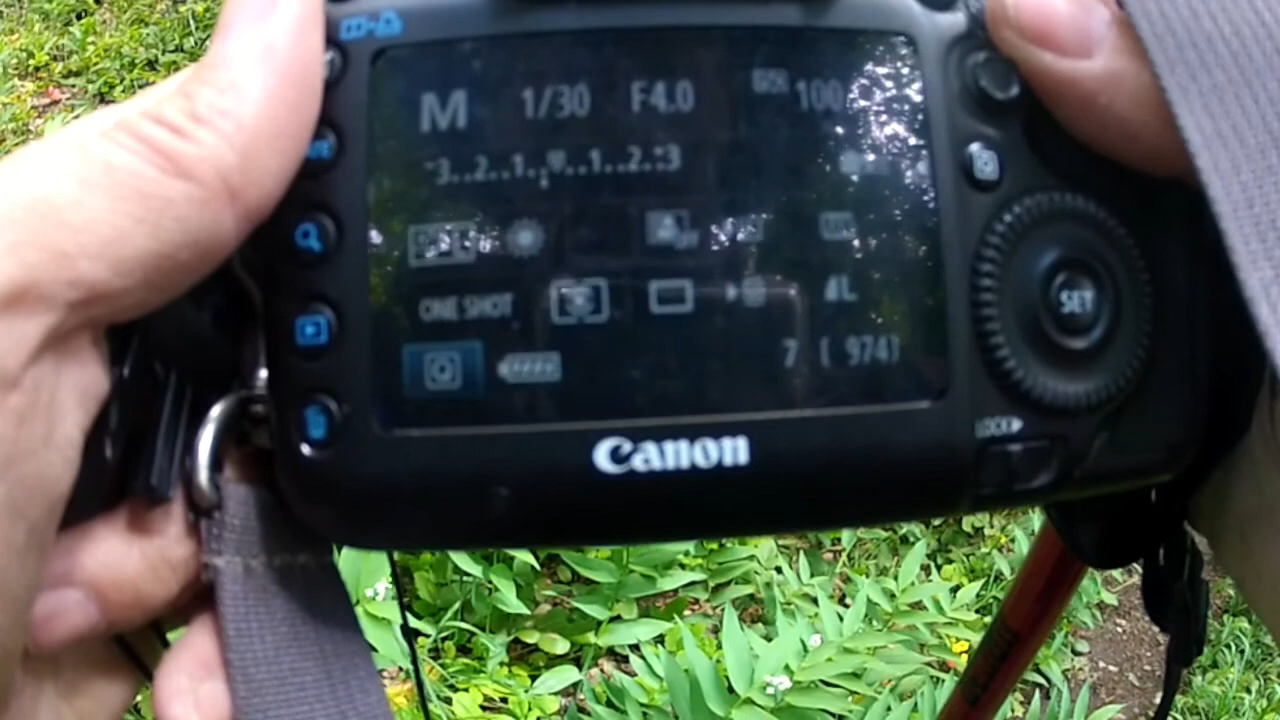 M 1/30 F4.0 ISO 100
-3..2..1..0..1..2..+3
ONE SHOT
Q 7 [ 974]
Canon
SET
LOCK▶